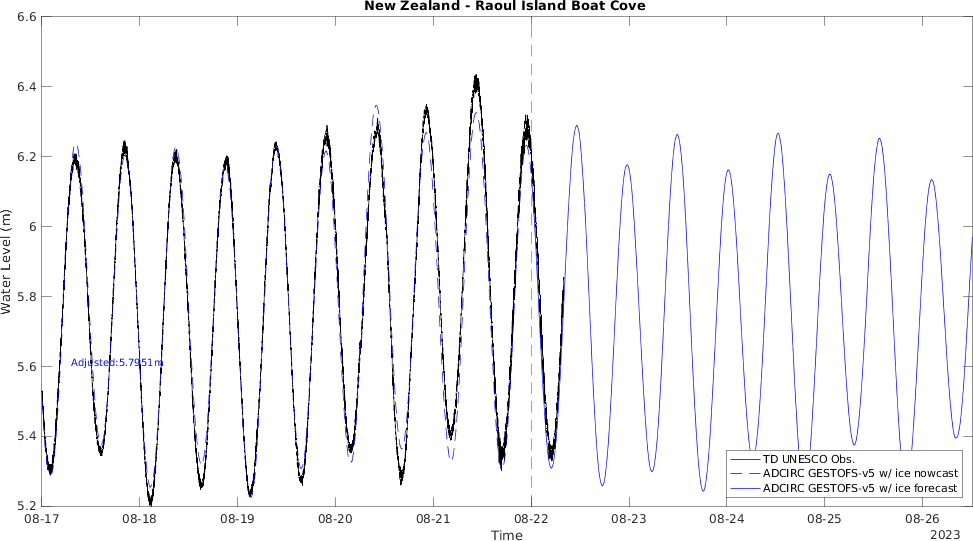 New Zealand - Raoul Island Boat Cove
6.6
6.4
6.2
6
5.8
5.6
5.4
5.2
Water Level (m)
Adjusted:5.7951m
TD UNESCO Obs.
ADCIRC GESTOFS-v5 w/ ice nowcast
ADCIRC GESTOFS-v5 w/ ice forecast
08-17 08-18 08-19 08-20 08-21 08-22 08-23 08-24 08-25 08-26
Time
2023